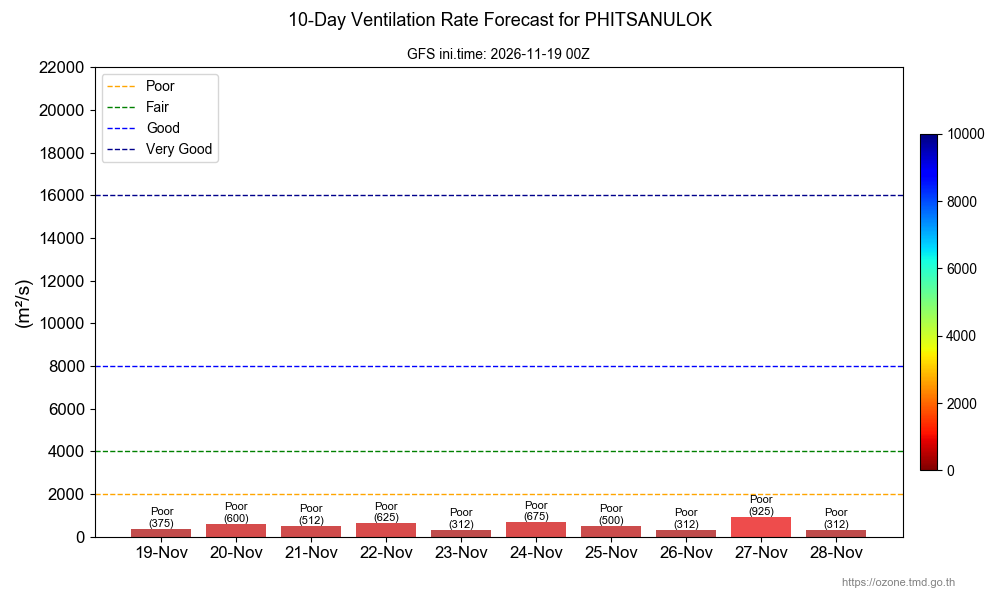 10-Day Ventilation Rate Forecast for PHITSANULOK
GFS ini.time: 2026-11-19 00Z
(m²/s)
22000
20000
18000
16000
14000
12000
10000
8000
6000
4000
2000
0
Poor
Fair
Good
Very Good
Poor
(375)
Poor
(600)
Poor
(512)
Poor
(625)
Poor
(312)
Poor
(675)
Poor
(500)
Poor
(312)
Poor
(925)
Poor
(312)
19-Nov 20-Nov 21-Nov 22-Nov 23-Nov 24-Nov 25-Nov 26-Nov 27-Nov 28-Nov
10000
8000
6000
4000
2000
0
https://ozone.tmd.go.th